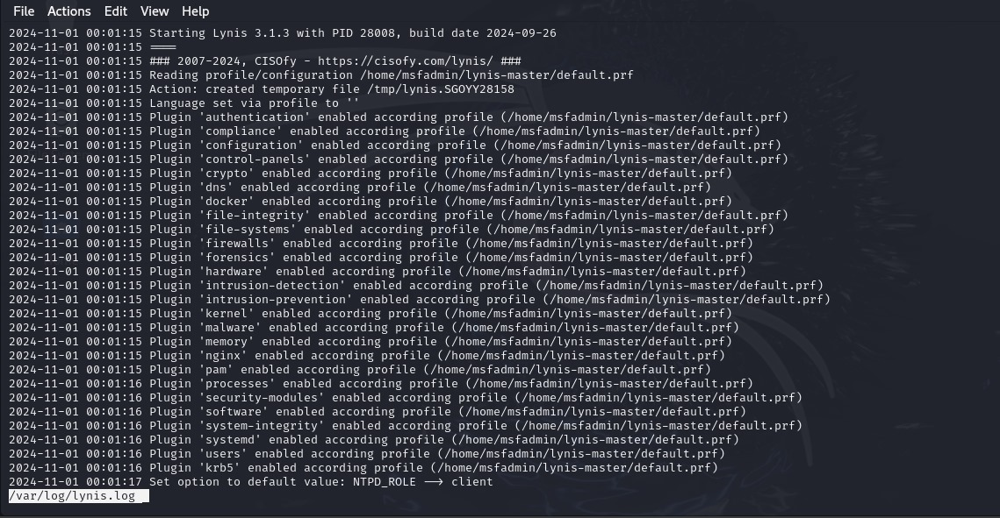 File Actions Edit View Help
2024-11-01 00:01:15 Starting Lynis 3.1.3 with PID 28008, build date 2024-09-26
2024-11-01 00:01:15 ====
2024-11-01 00:01:15 ### 2007-2024, CISOfy - https://cisofy.com/lynis/ ###
2024-11-01 00:01:15 Reading profile/configuration /home/msfadmin/lynis-master/default.prf
2024-11-01 00:01:15 Action: created temporary file /tmp/lynis.SGOYY28158
2024-11-01 00:01:15 Language set via profile to ''
2024-11-01 00:01:15 Plugin 'authentication' enabled according profile (/home/msfadmin/lynis-master/default.prf)
2024-11-01 00:01:15 Plugin 'compliance' enabled according profile (/home/msfadmin/lynis-master/default.prf)
2024-11-01 00:01:15 Plugin 'configuration' enabled according profile (/home/msfadmin/lynis-master/default.prf)
2024-11-01 00:01:15 Plugin 'control-panels' enabled according profile (/home/msfadmin/lynis-master/default.prf)
2024-11-01 00:01:15 Plugin 'crypto' enabled according profile (/home/msfadmin/lynis-master/default.prf)
2024-11-01 00:01:15 Plugin 'dns' enabled according profile (/home/msfadmin/lynis-master/default.prf)
2024-11-01 00:01:15 Plugin 'docker' enabled according profile (/home/msfadmin/lynis-master/default.prf)
2024-11-01 00:01:15 Plugin 'file-integrity' enabled according profile (/home/msfadmin/lynis-master/default.prf)
2024-11-01 00:01:15 Plugin 'file-systems' enabled according profile (/home/msfadmin/lynis-master/default.prf)
2024-11-01 00:01:15 Plugin 'firewalls' enabled according profile (/home/msfadmin/lynis-master/default.prf)
2024-11-01 00:01:15 Plugin 'forensics' enabled according profile (/home/msfadmin/lynis-master/default.prf)
2024-11-01 00:01:15 Plugin 'hardware' enabled according profile (/home/msfadmin/lynis-master/default.prf)
2024-11-01 00:01:15 Plugin 'intrusion-detection' enabled according profile (/home/msfadmin/lynis-master/default.prf)
2024-11-01 00:01:15 Plugin 'intrusion-prevention' enabled according profile (/home/msfadmin/lynis-master/default.prf)
2024-11-01 00:01:15 Plugin 'kernel' enabled according profile (/home/msfadmin/lynis-master/default.prf)
2024-11-01 00:01:15 Plugin 'malware' enabled according profile (/home/msfadmin/lynis-master/default.prf)
2024-11-01 00:01:15 Plugin 'memory' enabled according profile (/home/msfadmin/lynis-master/default.prf)
2024-11-01 00:01:15 Plugin 'nginx' enabled according profile (/home/msfadmin/lynis-master/default.prf)
2024-11-01 00:01:15 Plugin 'pam' enabled according profile (/home/msfadmin/lynis-master/default.prf)
2024-11-01 00:01:16 Plugin 'processes' enabled according profile (/home/msfadmin/lynis-master/default.prf)
2024-11-01 00:01:16 Plugin 'security-modules' enabled according profile (/home/msfadmin/lynis-master/default.prf)
2024-11-01 00:01:16 Plugin 'software' enabled according profile (/home/msfadmin/lynis-master/default.prf)
2024-11-01 00:01:16 Plugin 'system-integrity' enabled according profile (/home/msfadmin/lynis-master/default.prf)
2024-11-01 00:01:16 Plugin 'systemd' enabled according profile (/home/msfadmin/lynis-master/default.prf)
2024-11-01 00:01:16 Plugin 'users' enabled according profile (/home/msfadmin/lynis-master/default.prf)
2024-11-01 00:01:16 Plugin 'krb5' enabled according profile (/home/msfadmin/lynis-master/default.prf)
2024-11-01 00:01:17 Set option to default value: NTPD_ROLE --> client
/var/log/lynis.log